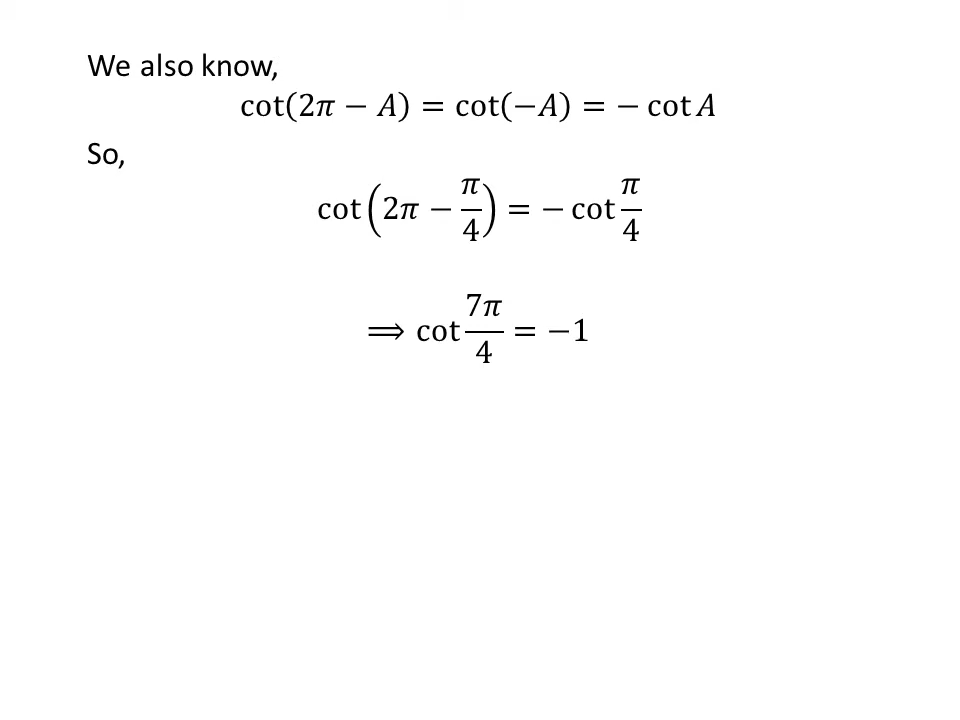 We also know,
cot(2π − A) = cot(−A) = − cot A
So,
cot(2π − π/4) = − cot π/4
⟹ cot 7π/4 = −1